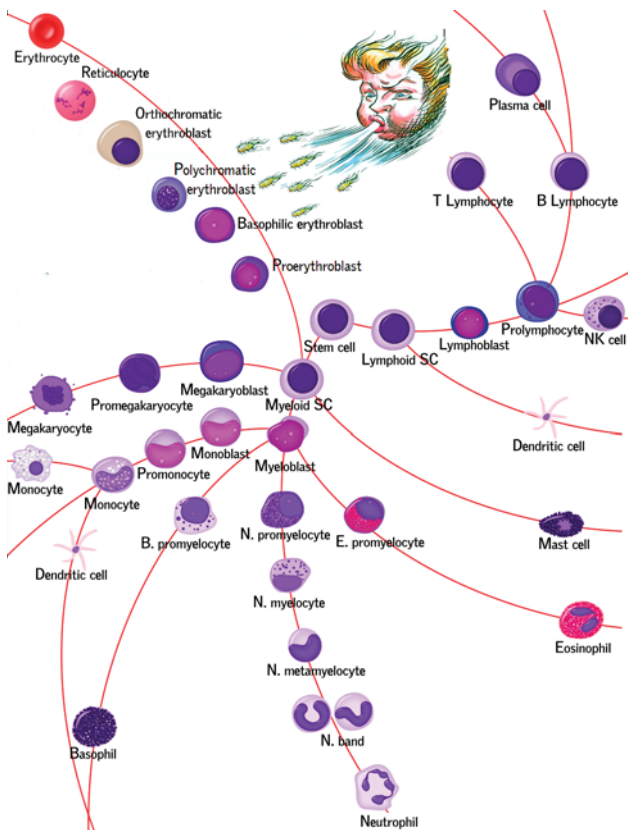 Erythrocyte
Reticulocyte
Orthochromatic
erythroblast
Polychromatic
erythroblast
Basophilic erythroblast
Proerythroblast
Plasma cell
T Lymphocyte
B Lymphocyte
Stem cell
Lymphoid SC
Lymphoblast
Prolymphocyte
NK cell
Megakaryocyte
Promegakaryocyte
Megakaryoblast
Myeloid SC
Dendritic cell
Monocyte
Monocyte
Promonocyte
Monoblast
Myeloblast
B. promyelocyte
N. promyelocyte
E. promyelocyte
Mast cell
Dendritic cell
N. myelocyte
Eosinophil
N. metamyelocyte
Basophil
N. band
Neutrophil